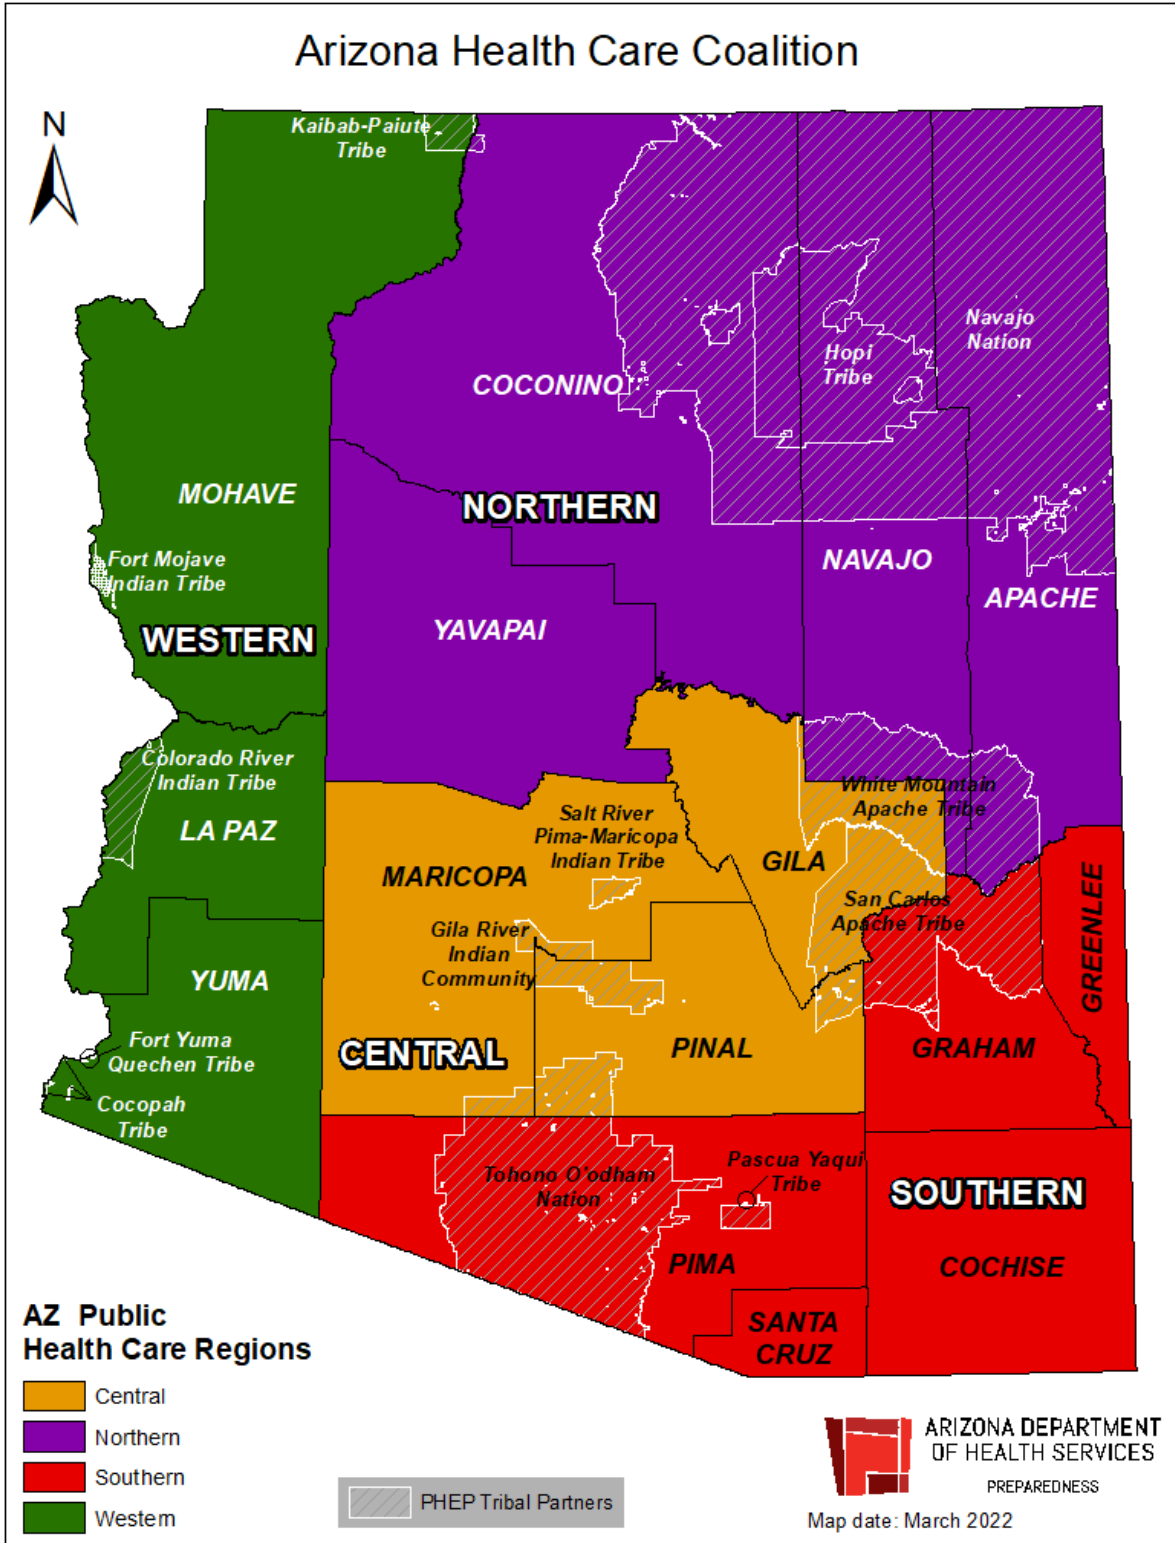 Arizona Health Care Coalition
N
Kaibab-Paiute
Tribe
Navajo
Nation
Hopi
Tribe
COCONINO
MOHAVE
NORTHERN
Fort Mojave
Indian Tribe
NAVAJO
APACHE
WESTERN
YAVAPAI
Colorado River
Indian Tribe
LA PAZ
White Mountain
Apache Tribe
Salt River
Pima-Maricopa
Indian Tribe
MARICOPA
GILA
San Carlos
Apache Tribe
GREENLEE
Gila River
Indian
Community
YUMA
Fort Yuma
Quechen Tribe
CENTRAL
PINAL
GRAHAM
Cocopah
Tribe
Tohono O'odham
Nation
Pascua Yaqui
Tribe
SOUTHERN
PIMA
COCHISE
SANTA
CRUZ
AZ Public
Health Care Regions
Central
Northern
Southern
Western
PHEP Tribal Partners
ARIZONA DEPARTMENT
OF HEALTH SERVICES
PREPAREDNESS
Map date: March 2022